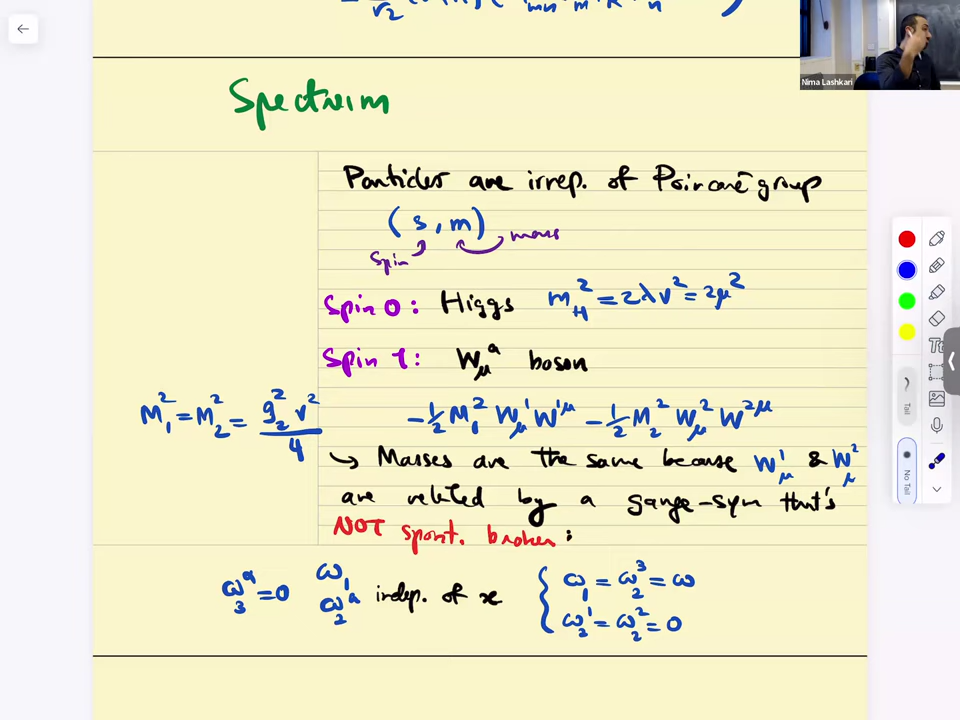 Nima Lashkari
Spectrum
Particles are irrep. of Poincaré group
(s, m)
spin mass
Spin 0: Higgs m_H^2 = 2λv^2 = 2μ^2
Spin 1: W_μ^a boson
M_1^2 = M_2^2 = g_2^2 v^2 / 4
-1/2 M_1^2 W_μ^1 W^{1μ} - 1/2 M_2^2 W_μ^2 W^{2μ}
↳ Masses are the same because W_μ^1 & W_μ^2
are related by a gauge-sym that's
NOT spont. broken:
ω_3^a = 0 ω_1 ω_2^a indep. of x { ω_1 = ω_2^3 = ω
ω_2^1 = ω_2^2 = 0
Tail
No Tail